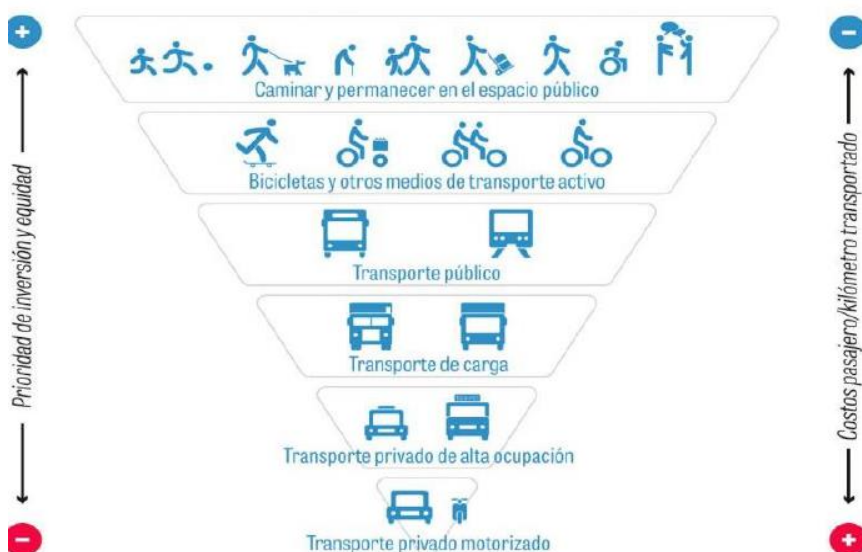 +
−
Caminar y permanecer en el espacio público
Bicicletas y otros medios de transporte activo
Transporte público
Transporte de carga
Transporte privado de alta ocupación
Transporte privado motorizado
Prioridad de inversión y equidad
Costos pasajero/kilómetro transportado
−
+